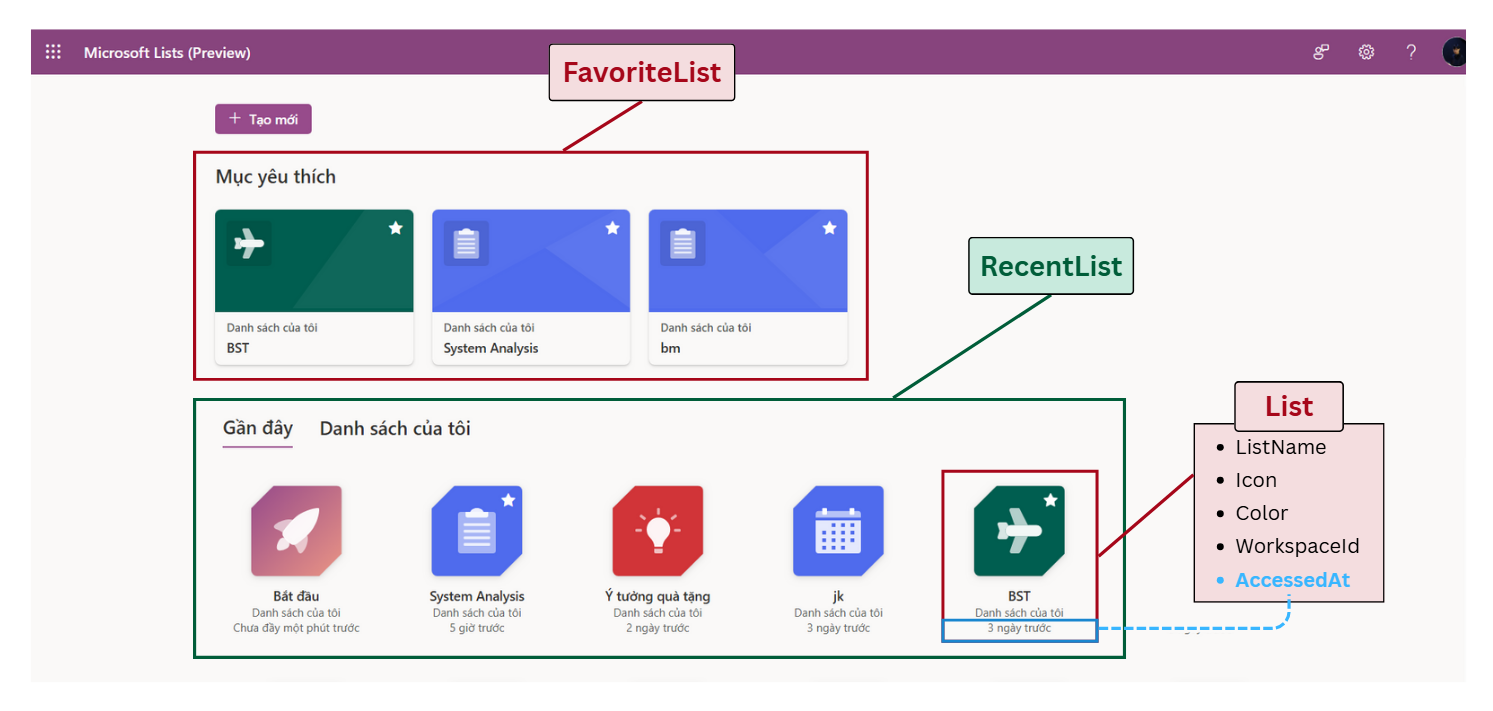 Microsoft Lists (Preview)
?
FavoriteList
+ Tạo mới
Mục yêu thích
Danh sách của tôi
BST
Danh sách của tôi
System Analysis
Danh sách của tôi
bm
RecentList
Gần đây
Danh sách của tôi
Bắt đầu
Danh sách của tôi
Chưa đầy một phút trước
System Analysis
Danh sách của tôi
5 giờ trước
Ý tưởng quà tặng
Danh sách của tôi
2 ngày trước
jk
Danh sách của tôi
3 ngày trước
BST
Danh sách của tôi
3 ngày trước
List
• ListName
• Icon
• Color
• WorkspaceId
• AccessedAt